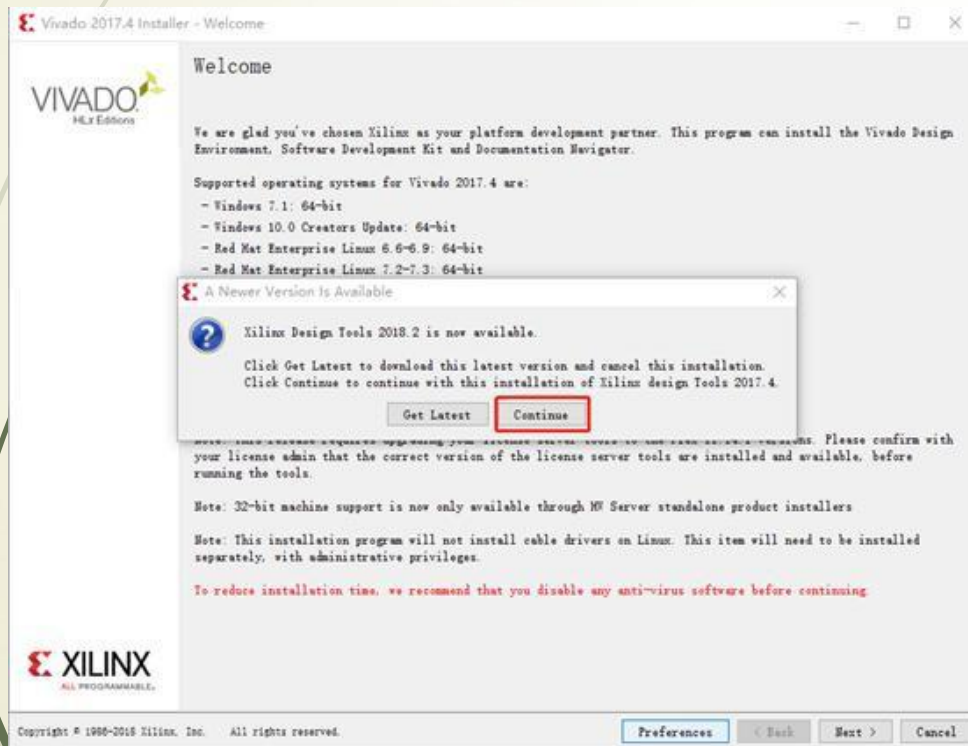 Vivado 2017.4 Installer - Welcome
VIVADO
HLx Editions
Welcome
We are glad you've chosen Xilinx as your platform development partner. This program can install the Vivado Design
Environment, Software Development Kit and Documentation Navigator.
Supported operating systems for Vivado 2017.4 are:
- Windows 7.1: 64-bit
- Windows 10.0 Creators Update: 64-bit
- Red Hat Enterprise Linux 6.6-6.9: 64-bit
- Red Hat Enterprise Linux 7.2-7.3: 64-bit
A Newer Version Is Available
Xilinx Design Tools 2018.2 is now available.
Click Get Latest to download this latest version and cancel this installation.
Click Continue to continue with this installation of Xilinx design Tools 2017.4.
Get Latest
Continue
Please confirm with
your license admin that the correct version of the license server tools are installed and available, before
running the tools.
Note: 32-bit machine support is now only available through HW Server standalone product installers
Note: This installation program will not install cable drivers on Linux. This item will need to be installed
separately, with administrative privileges.
To reduce installation time, we recommend that you disable any anti-virus software before continuing.
XILINX
ALL PROGRAMMABLE
Copyright © 1986-2018 Xilinx, Inc. All rights reserved.
Preferences
< Back
Next >
Cancel